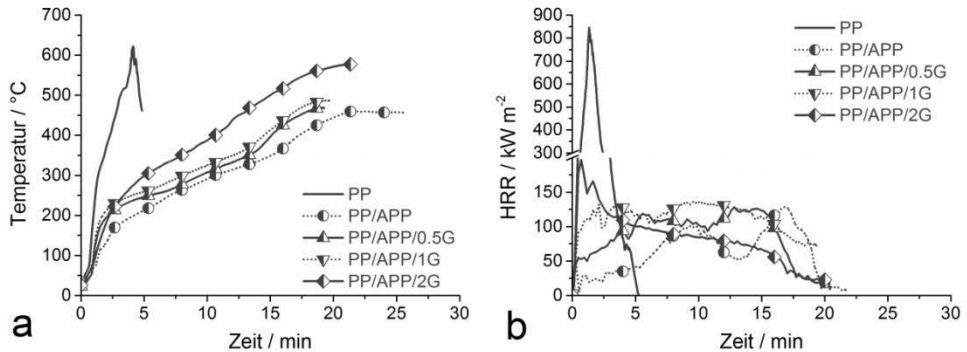 a
Temperatur / °C
700
600
500
400
300
200
100
0
0 5 10 15 20 25 30
Zeit / min
PP
PP/APP
PP/APP/0.5G
PP/APP/1G
PP/APP/2G
b
HRR / kW m-2
900
800
700
600
500
400
300
150
100
50
0
0 5 10 15 20 25 30
Zeit / min
PP
PP/APP
PP/APP/0.5G
PP/APP/1G
PP/APP/2G